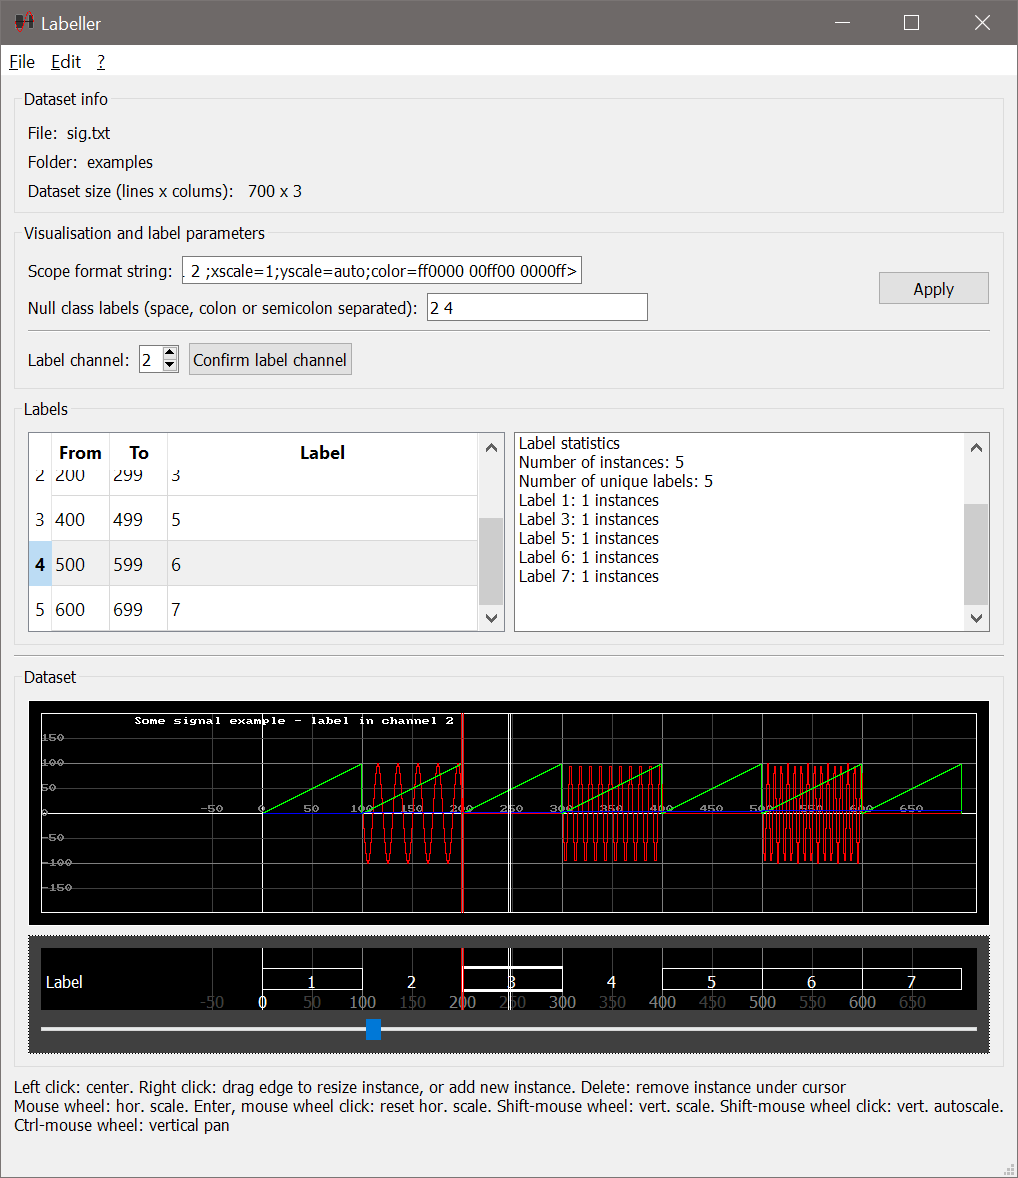 Labeller
File Edit ?
Dataset info
File: sig.txt
Folder: examples
Dataset size (lines x colums): 700 x 3
Visualisation and label parameters
Scope format string: 2 ;xscale=1;yscale=auto;color=ff0000 00ff00 0000ff>
Apply
Null class labels (space, colon or semicolon separated): 2 4
Label channel: 2 Confirm label channel
Labels
From To Label
2 200 299 3
3 400 499 5
4 500 599 6
5 600 699 7
Label statistics
Number of instances: 5
Number of unique labels: 5
Label 1: 1 instances
Label 3: 1 instances
Label 5: 1 instances
Label 6: 1 instances
Label 7: 1 instances
Dataset
Some signal example - label in channel 2
150
100
50
-50 0 50 100 150 200 250 300 350 400 450 500 550 600 650
0
-50
-100
-150
Label 1 2 3 4 5 6 7
-50 0 50 100 150 200 250 300 350 400 450 500 550 600 650
Left click: center. Right click: drag edge to resize instance, or add new instance. Delete: remove instance under cursor
Mouse wheel: hor. scale. Enter, mouse wheel click: reset hor. scale. Shift-mouse wheel: vert. scale. Shift-mouse wheel click: vert. autoscale.
Ctrl-mouse wheel: vertical pan